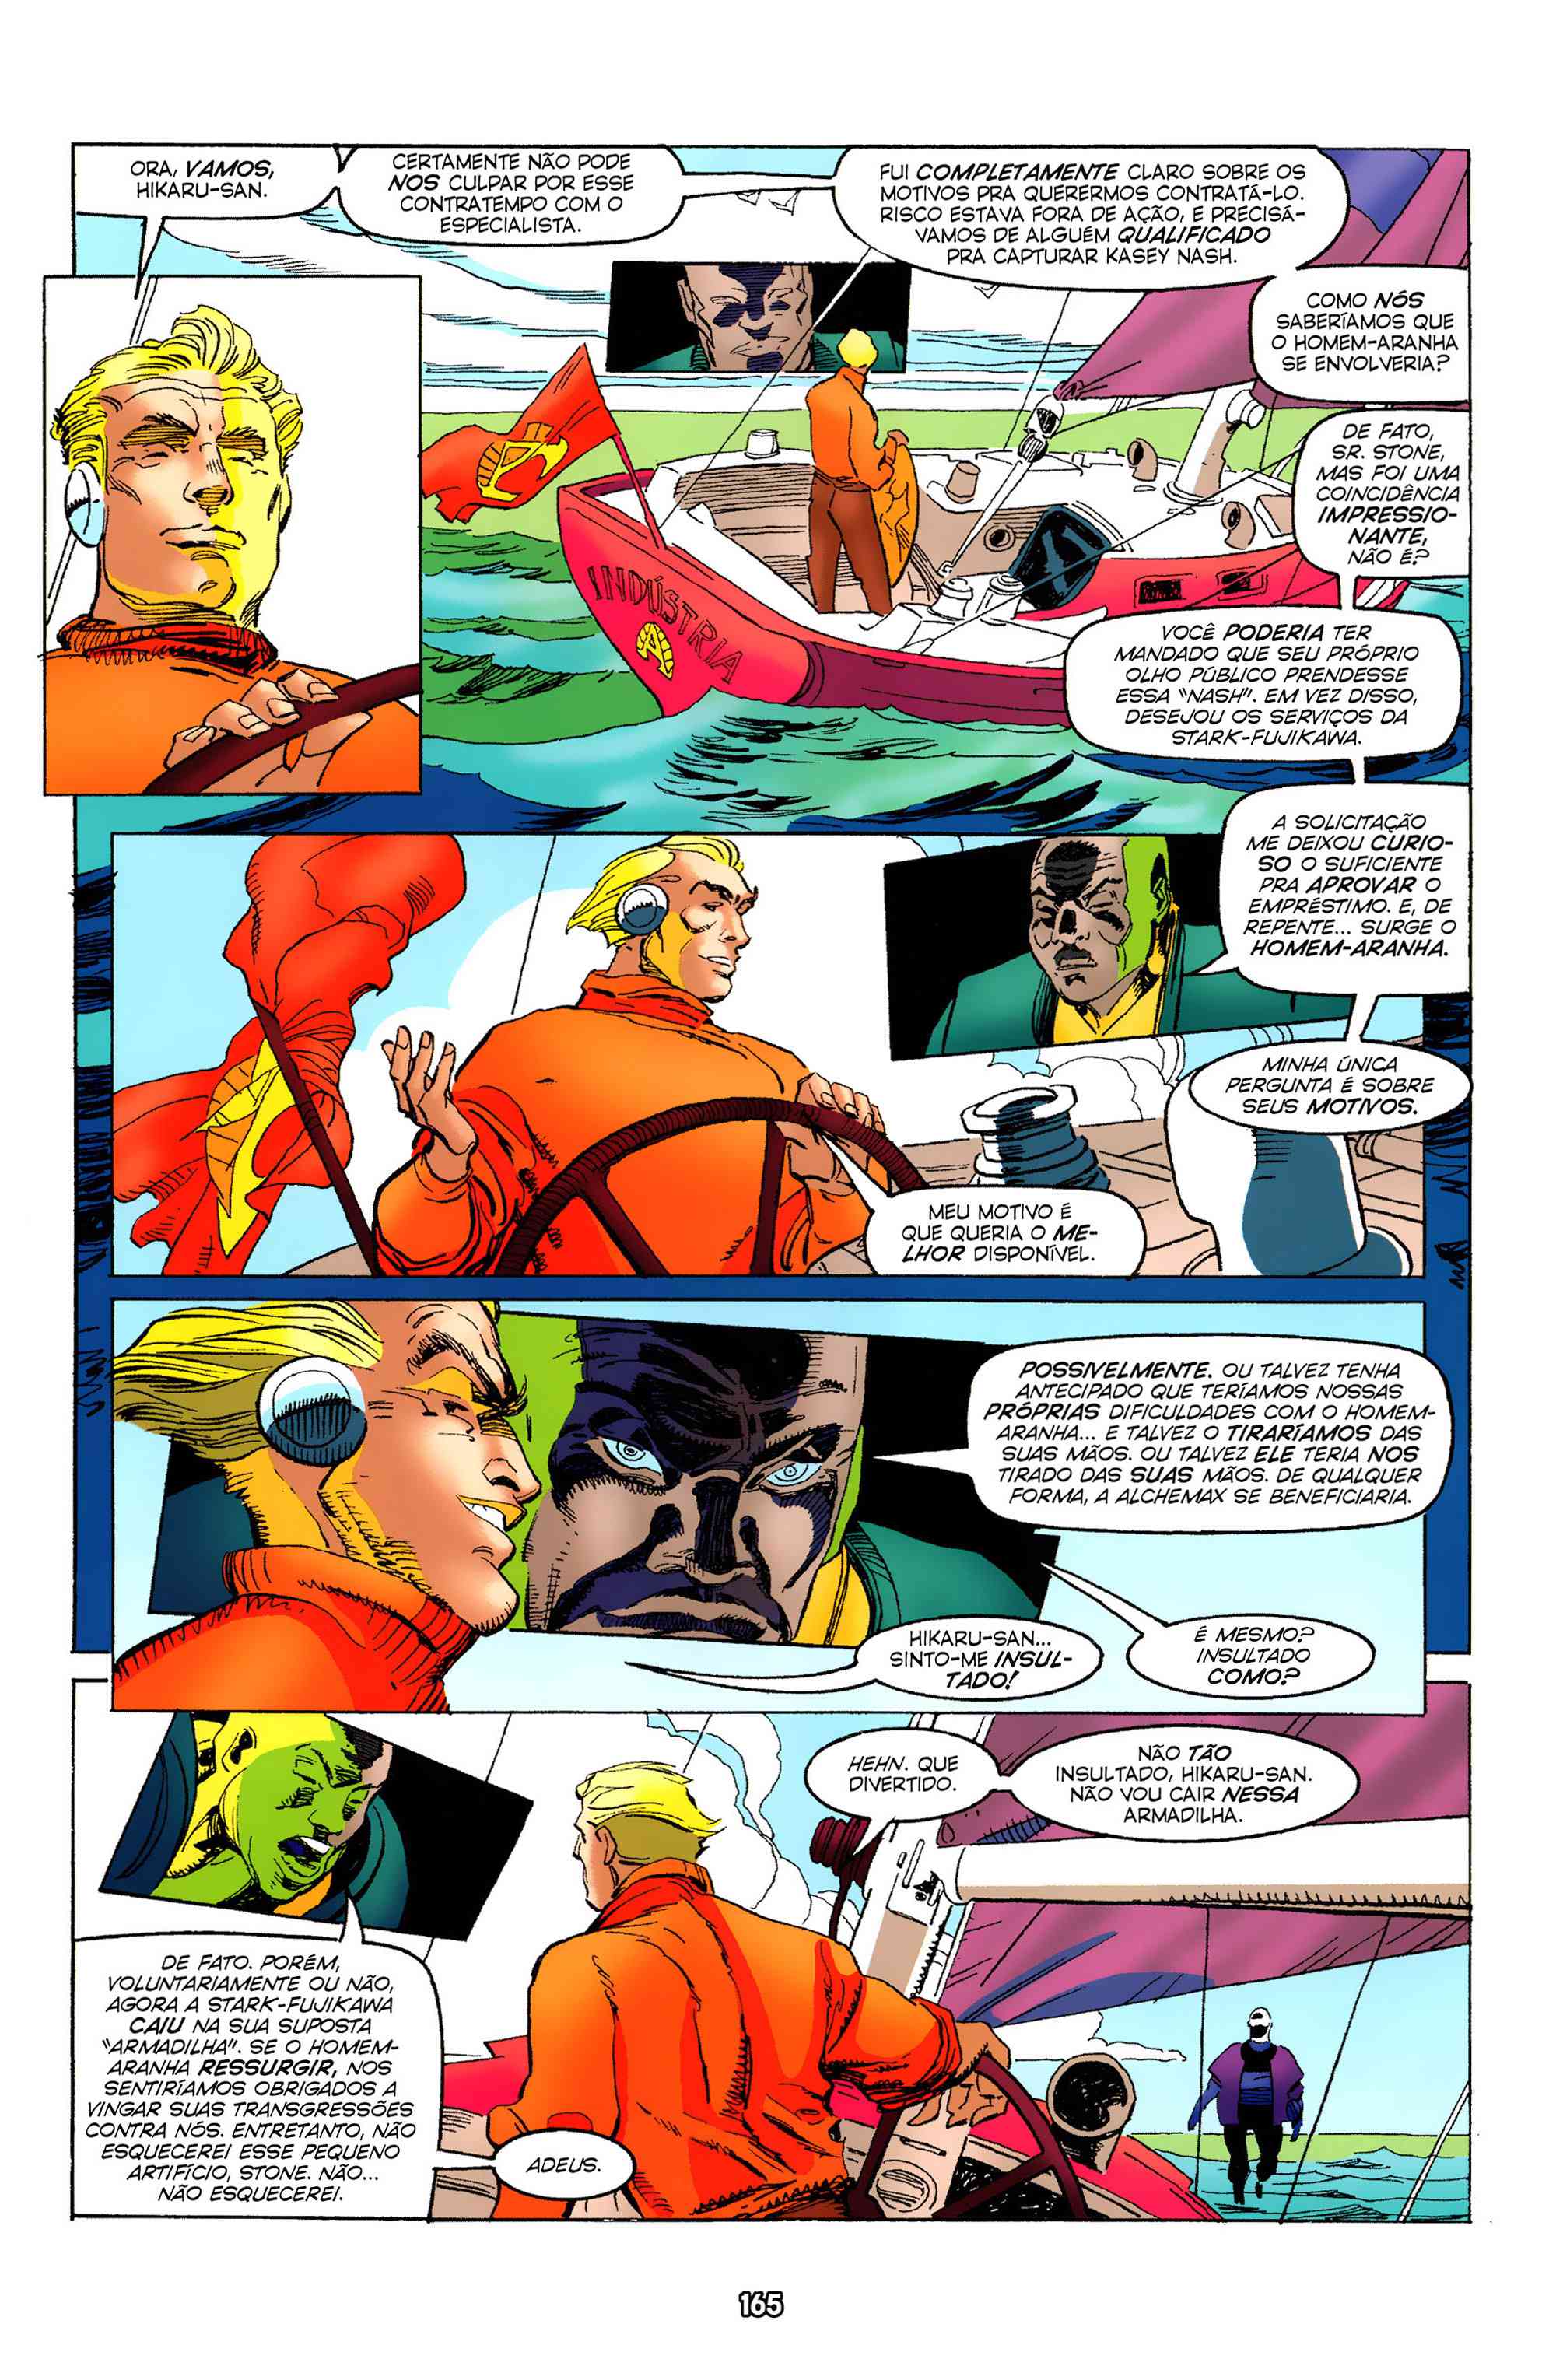 ORA, VAMOS,
HIKARU-SAN.
CERTAMENTE NÃO PODE
NOS CULPAR POR ESSE
CONTRATEMPO COM O
ESPECIALISTA.
FUI COMPLETAMENTE CLARO SOBRE OS
MOTIVOS PRA QUERERMOS CONTRATÁ-LO.
RISCO ESTAVA FORA DE AÇÃO, E PRECISÁ-
VAMOS DE ALGUÉM QUALIFICADO
PRA CAPTURAR KASEY NASH.
COMO NÓS
SABERÍAMOS QUE
O HOMEM-ARANHA
SE ENVOLVERIA?
DE FATO,
SR. STONE,
MAS FOI UMA
COINCIDÊNCIA
IMPRESSIO-
NANTE,
NÃO É?
INDÚSTRIA
A
VOCÊ PODERIA TER
MANDADO QUE SEU PRÓPRIO
OLHO PÚBLICO PRENDESSE
ESSA "NASH". EM VEZ DISSO,
DESEJOU OS SERVIÇOS DA
STARK-FUJIKAWA.
A SOLICITAÇÃO
ME DEIXOU CURIO-
SO O SUFICIENTE
PRA APROVAR O
EMPRÉSTIMO. E, DE
REPENTE... SURGE O
HOMEM-ARANHA.
MINHA ÚNICA
PERGUNTA É SOBRE
SEUS MOTIVOS.
MEU MOTIVO É
QUE QUERIA O ME-
LHOR DISPONÍVEL.
POSSIVELMENTE. OU TALVEZ TENHA
ANTECIPADO QUE TERÍAMOS NOSSAS
PRÓPRIAS DIFICULDADES COM O HOMEM-
ARANHA... E TALVEZ O TIRARÍAMOS DAS
SUAS MÃOS. OU TALVEZ ELE TERIA NOS
TIRADO DAS SUAS MÃOS. DE QUALQUER
FORMA, A ALCHEMAX SE BENEFICIARIA.
HIKARU-SAN...
SINTO-ME INSUL-
TADO!
É MESMO?
INSULTADO
COMO?
HEHN. QUE
DIVERTIDO.
NÃO TÃO
INSULTADO, HIKARU-SAN.
NÃO VOU CAIR NESSA
ARMADILHA.
DE FATO. PORÉM,
VOLUNTARIAMENTE OU NÃO,
AGORA A STARK-FUJIKAWA
CAIU NA SUA SUPOSTA
"ARMADILHA". SE O HOMEM-
ARANHA RESSURGIR, NOS
SENTIRÍAMOS OBRIGADOS A
VINGAR SUAS TRANSGRESSÕES
CONTRA NÓS. ENTRETANTO, NÃO
ESQUECEREI ESSE PEQUENO
ARTIFÍCIO, STONE. NÃO...
NÃO ESQUECEREI.
ADEUS.
165